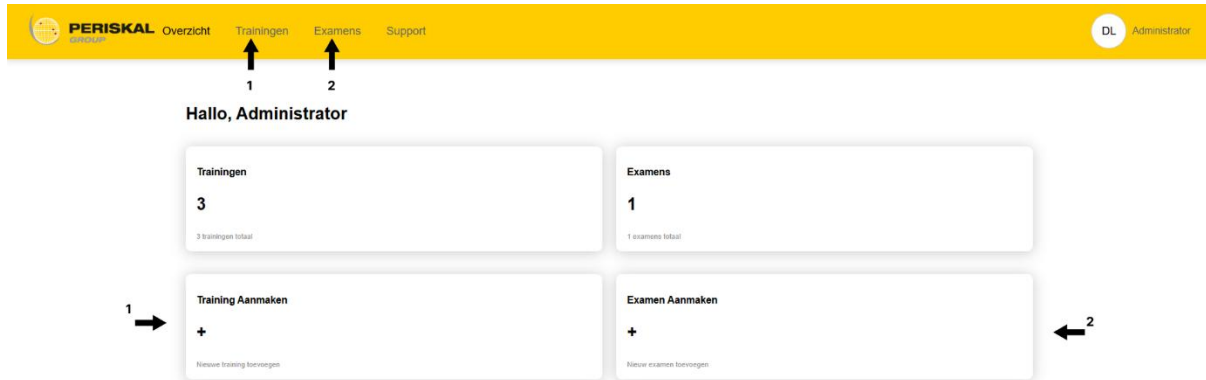 PERISKAL GROUP Overzicht Trainingen Examens Support DL Administrator
1 2
Hallo, Administrator
Trainingen Examens
3 1
3 trainingen totaal 1 examens totaal
Training Aanmaken Examen Aanmaken
1 2
+ +
Nieuwe training toevoegen Nieuw examen toevoegen